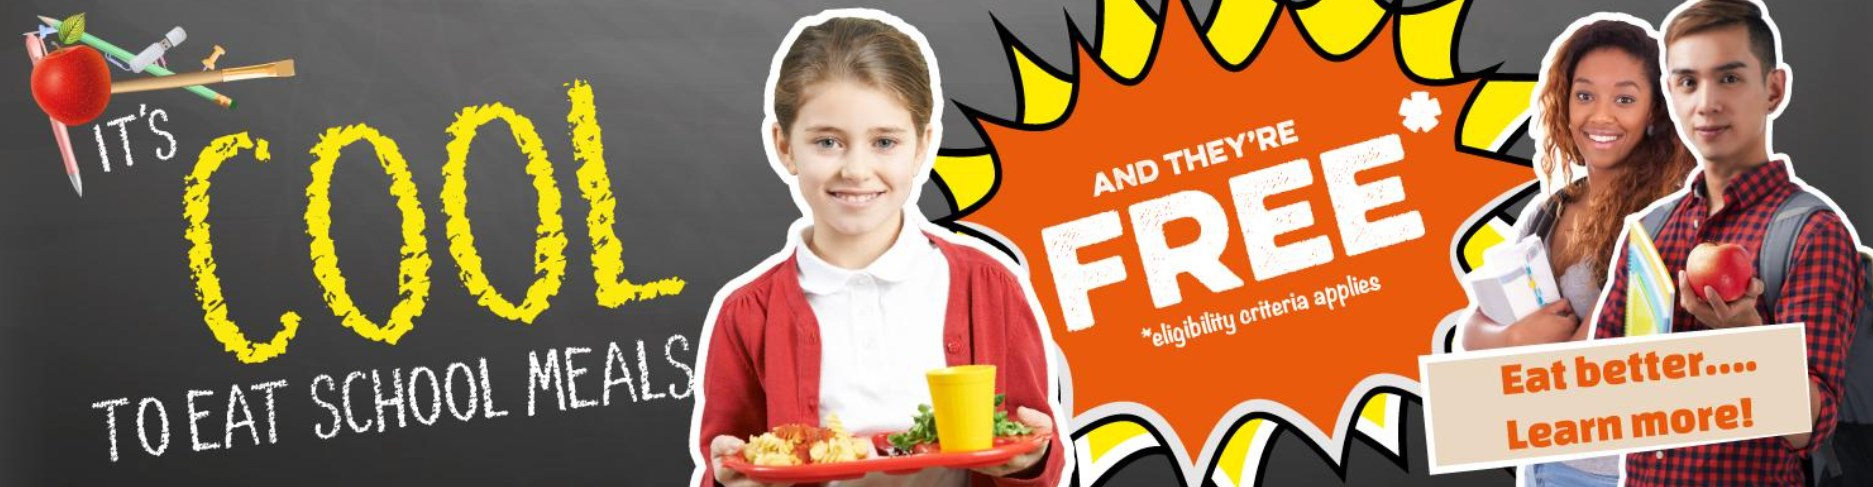 IT'S
COOL
TO EAT SCHOOL MEALS
AND THEY'RE
FREE*
*eligibility criteria applies
Eat better....
Learn more!